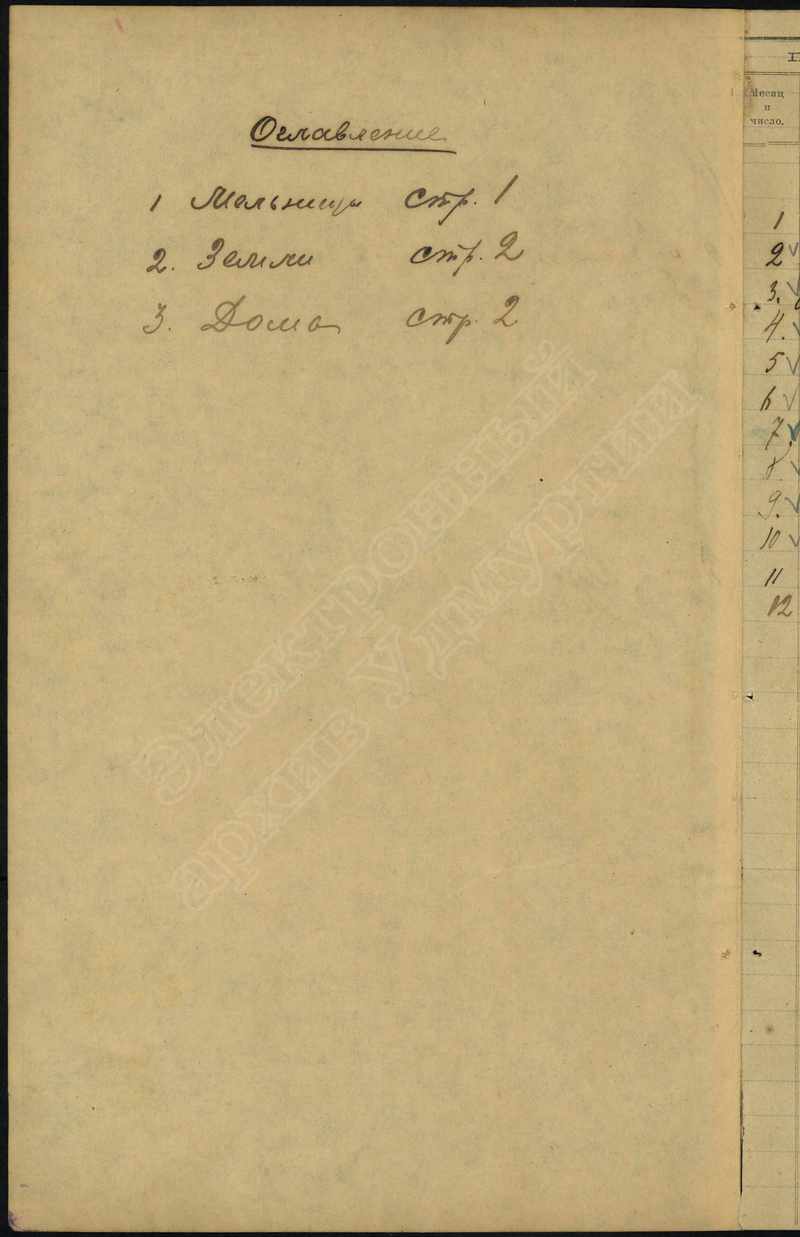 Оглавление
1 Мельницы стр. 1
2. Земли стр. 2
3. Дома стр. 2
Месяц
и
число.
1
2
3.
4.
5
6
7
8
9.
10
11
12
Электронный
архив Удмуртии